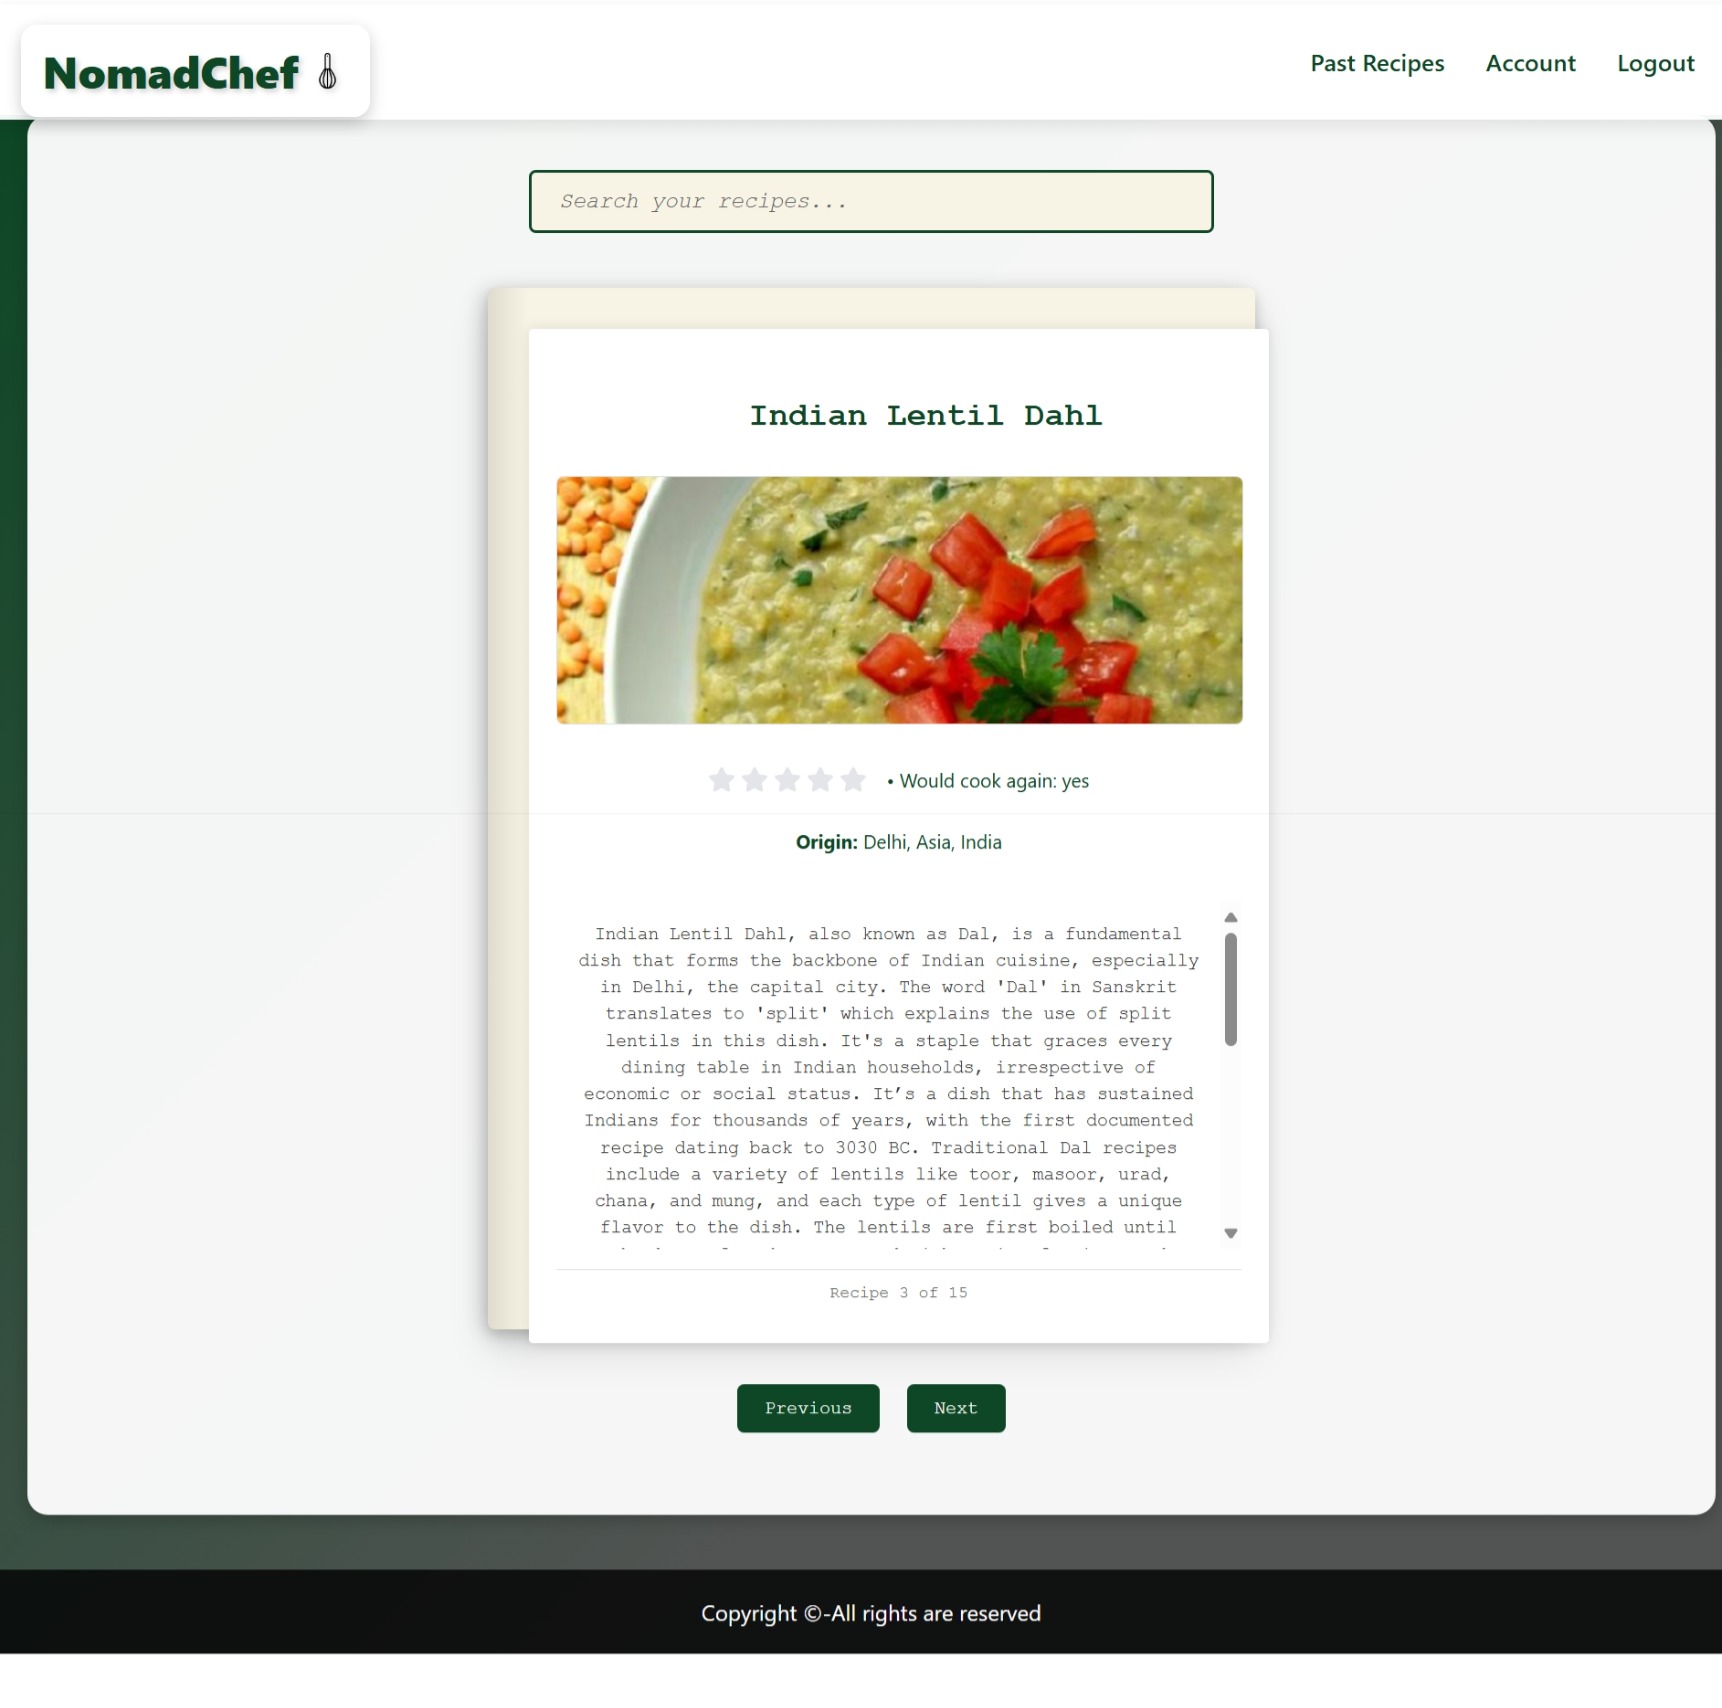 NomadChef
Past Recipes Account Logout
Search your recipes...
Indian Lentil Dahl
• Would cook again: yes
Origin: Delhi, Asia, India
Indian Lentil Dahl, also known as Dal, is a fundamental
dish that forms the backbone of Indian cuisine, especially
in Delhi, the capital city. The word 'Dal' in Sanskrit
translates to 'split' which explains the use of split
lentils in this dish. It's a staple that graces every
dining table in Indian households, irrespective of
economic or social status. It’s a dish that has sustained
Indians for thousands of years, with the first documented
recipe dating back to 3030 BC. Traditional Dal recipes
include a variety of lentils like toor, masoor, urad,
chana, and mung, and each type of lentil gives a unique
flavor to the dish. The lentils are first boiled until
Recipe 3 of 15
Previous Next
Copyright ©-All rights are reserved